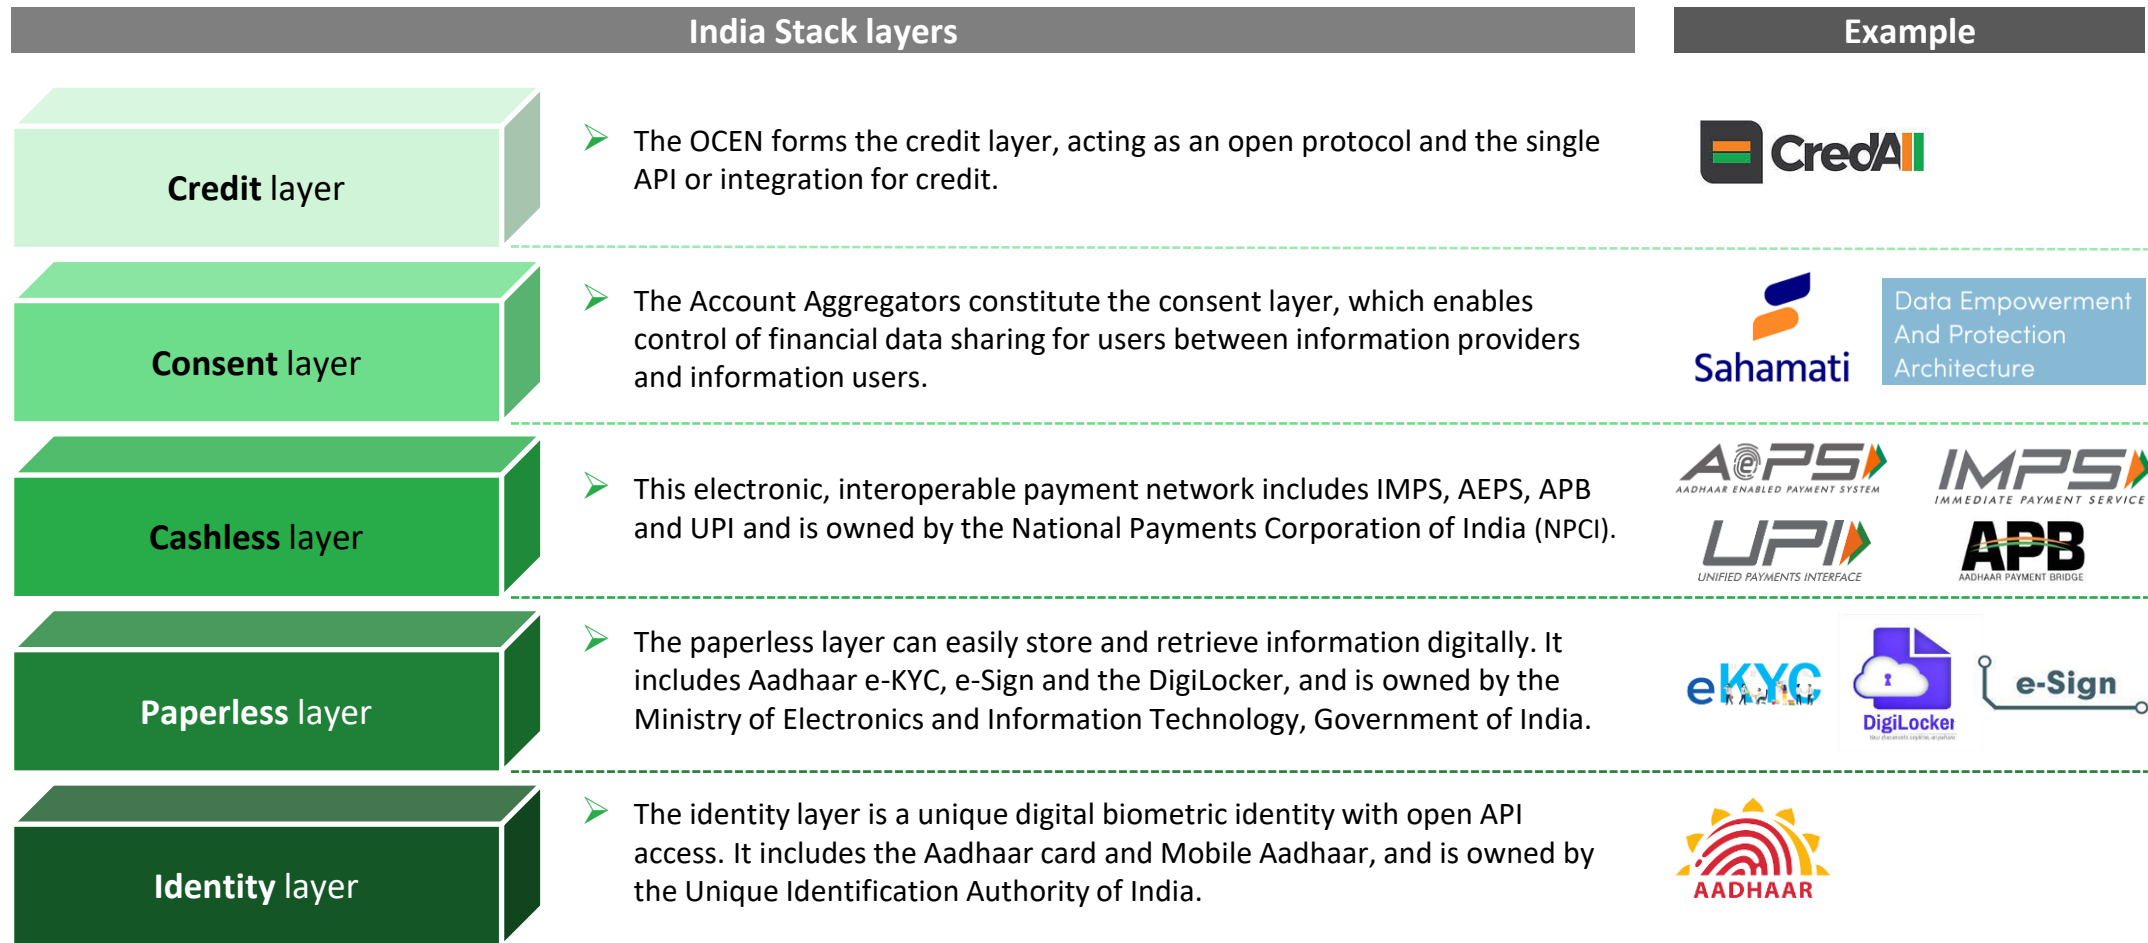 India Stack layers
Example
Credit layer
The OCEN forms the credit layer, acting as an open protocol and the single
API or integration for credit.
CredAll
Consent layer
The Account Aggregators constitute the consent layer, which enables
control of financial data sharing for users between information providers
and information users.
Sahamati
Data Empowerment
And Protection
Architecture
Cashless layer
This electronic, interoperable payment network includes IMPS, AEPS, APB
and UPI and is owned by the National Payments Corporation of India (NPCI).
AePS
AADHAAR ENABLED PAYMENT SYSTEM
IMPS
IMMEDIATE PAYMENT SERVICE
UPI
UNIFIED PAYMENTS INTERFACE
APB
AADHAAR PAYMENT BRIDGE
Paperless layer
The paperless layer can easily store and retrieve information digitally. It
includes Aadhaar e-KYC, e-Sign and the DigiLocker, and is owned by the
Ministry of Electronics and Information Technology, Government of India.
eKYC
DigiLocker
e-Sign
Identity layer
The identity layer is a unique digital biometric identity with open API
access. It includes the Aadhaar card and Mobile Aadhaar, and is owned by
the Unique Identification Authority of India.
AADHAAR